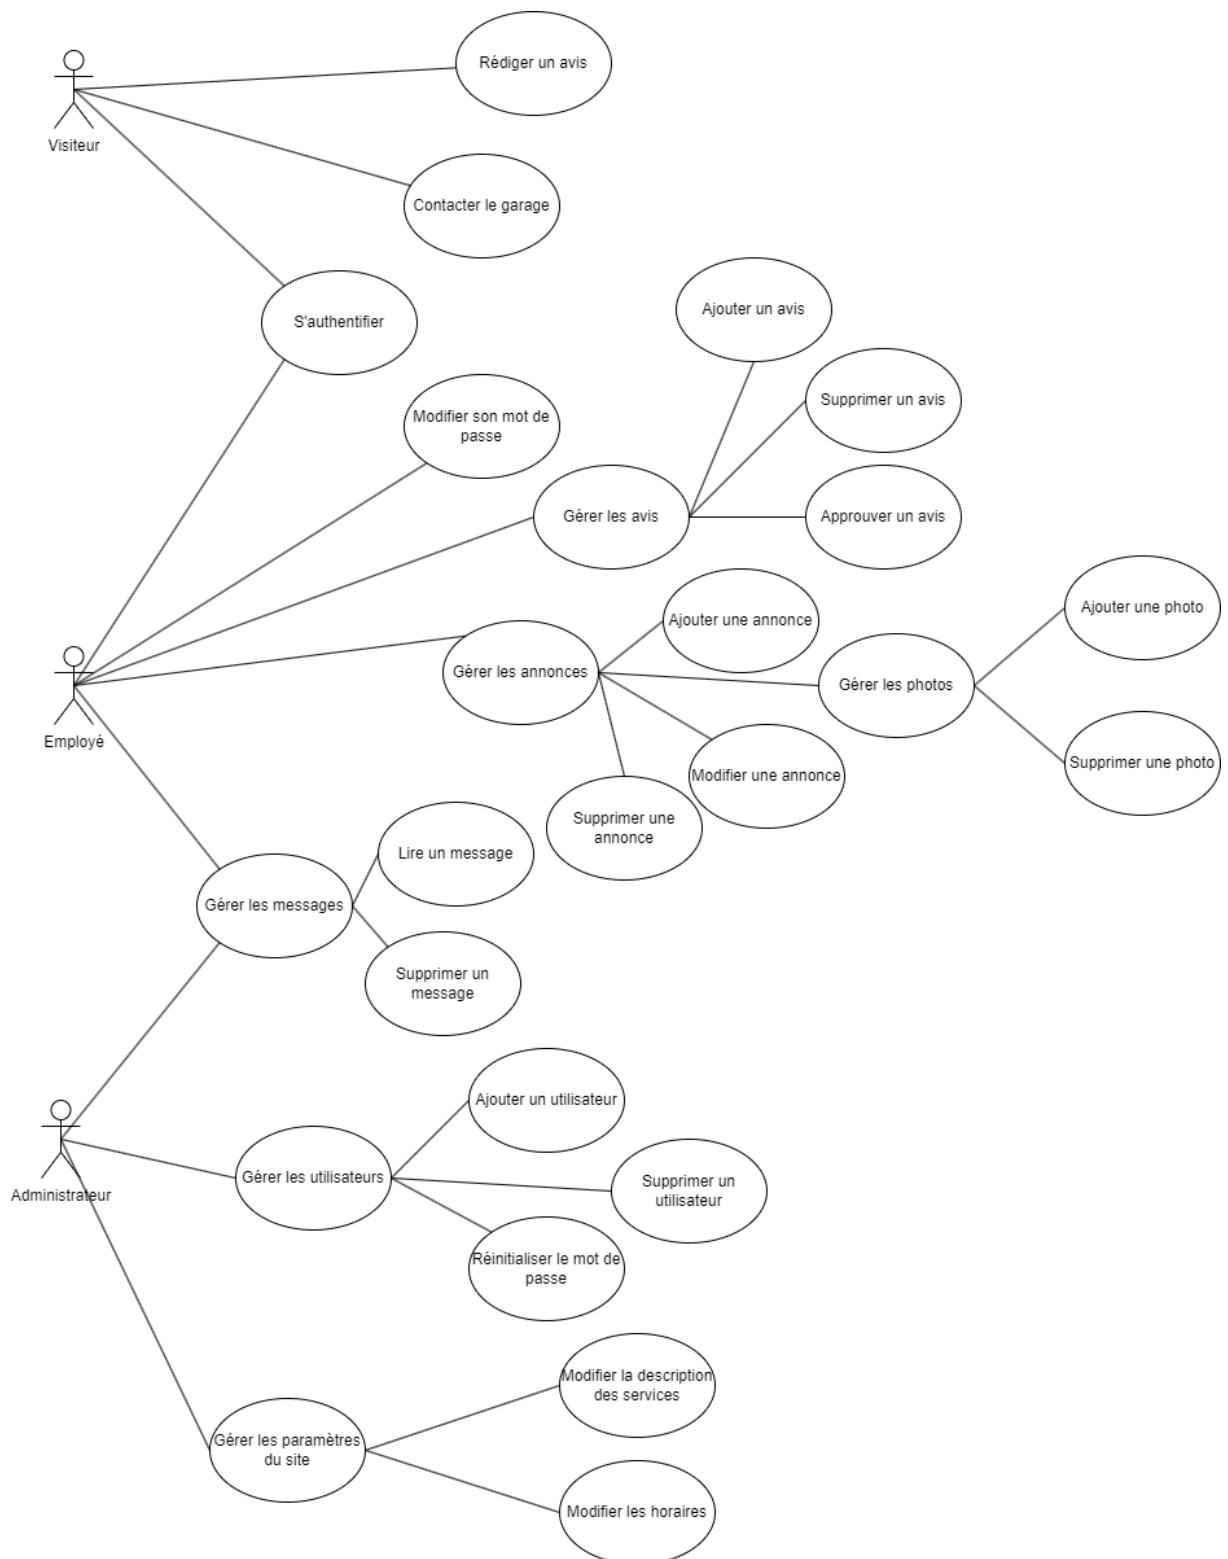 Rédiger un avis
Visiteur
Contacter le garage
S'authentifier
Ajouter un avis
Supprimer un avis
Modifier son mot de
passe
Gérer les avis
Approuver un avis
Ajouter une annonce
Ajouter une photo
Gérer les annonces
Gérer les photos
Employé
Modifier une annonce
Supprimer une photo
Supprimer une
annonce
Lire un message
Gérer les messages
Supprimer un
message
Ajouter un utilisateur
Administrateur
Gérer les utilisateurs
Supprimer un
utilisateur
Réinitialiser le mot de
passe
Modifier la description
des services
Gérer les paramètres
du site
Modifier les horaires